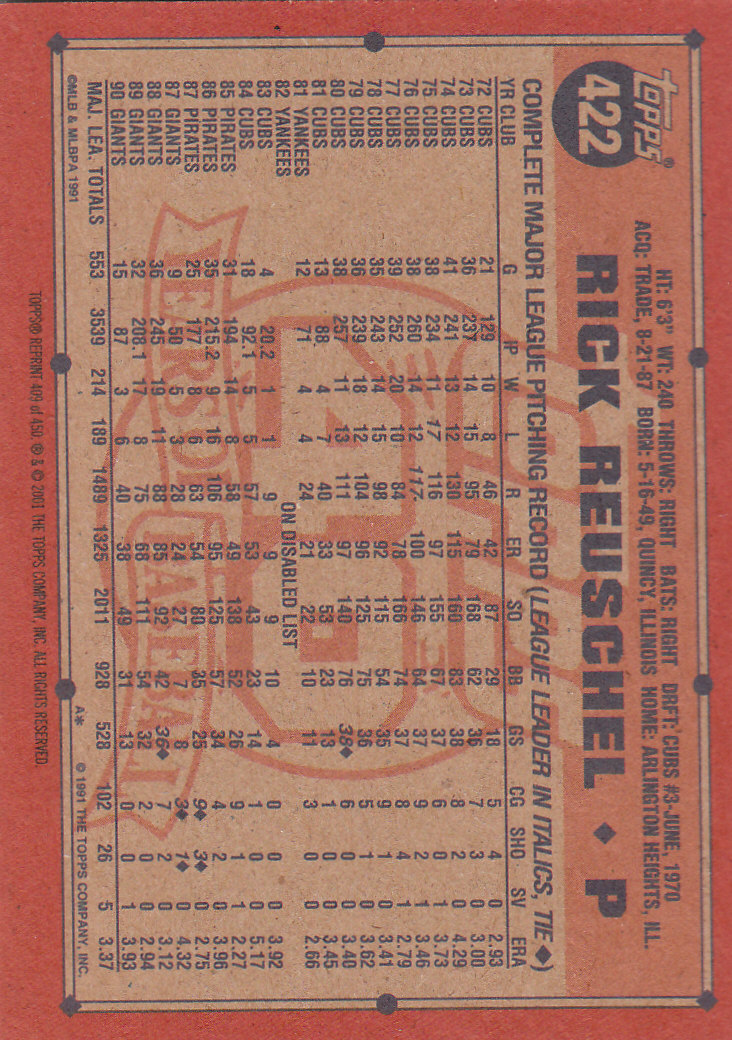 topps®
422
HT: 6'3" WT: 240 THROWS: RIGHT BATS: RIGHT DRFT: CUBS #3-JUNE, 1970
ACQ: TRADE, 8-21-87 BORN: 5-16-49, QUINCY, ILLINOIS HOME: ARLINGTON HEIGHTS, ILL.
RICK REUSCHEL ◆ P
COMPLETE MAJOR LEAGUE PITCHING RECORD (LEAGUE LEADER IN ITALICS, TIE ◆)
YR CLUB G IP W L R ER SO BB GS CG SHO SV ERA
72 CUBS 21 129 10 8 46 42 87 29 18 5 4 0 2.93
73 CUBS 36 237 14 15 95 79 168 62 36 7 3 0 3.00
74 CUBS 41 241 13 12 130 115 160 83 38 8 2 0 4.29
75 CUBS 38 234 11 17 116 97 155 67 37 6 0 1 3.73
76 CUBS 38 260 14 12 117 100 146 64 37 9 2 1 3.46
77 CUBS 39 252 20 10 84 78 166 74 37 8 4 1 2.79
78 CUBS 35 243 14 15 98 92 115 54 35 9 1 0 3.41
79 CUBS 36 239 18 12 104 96 125 75 36 5 1 0 3.62
80 CUBS 38 257 11 13 111 97 140 76 38◆ 6 0 0 3.40
81 CUBS 13 4 7 40 33 53 23 13 1 0 0 3.45
81 YANKEES 12 71 4 4 24 21 22 10 11 3 0 0 2.66
82 YANKEES ON DISABLED LIST
83 CUBS 4 20.2 1 1 9 9 9 10 4 0 0 0 3.92
84 CUBS 18 92.1 5 5 57 53 43 23 14 1 0 0 5.17
85 PIRATES 31 194 14 8 58 49 138 52 26 9 1 1 2.27
86 PIRATES 35 215.2 9 16 106 95 125 57 34 4 2 0 3.96
87 PIRATES 25 177 8 6 63 54 80 35 25 9◆ 3◆ 0 2.75
87 GIANTS 9 50 5 3 28 24 27 7 8 3◆ 1◆ 0 4.32
88 GIANTS 36 245 19 11 88 85 92 42 36◆ 7 2 0 3.12
89 GIANTS 32 208.1 17 8 75 68 111 54 32 2 0 0 2.94
90 GIANTS 15 87 3 6 40 38 49 31 13 0 0 1 3.93
MAJ. LEA. TOTALS 553 3539 214 189 1489 1325 2011 928 528 102 26 5 3.37
©MLB & MLBPA 1991 A* © 1991 THE TOPPS COMPANY, INC.
TOPPS® REPRINT 409 of 450 ® & © 2001 THE TOPPS COMPANY, INC. ALL RIGHTS RESERVED.